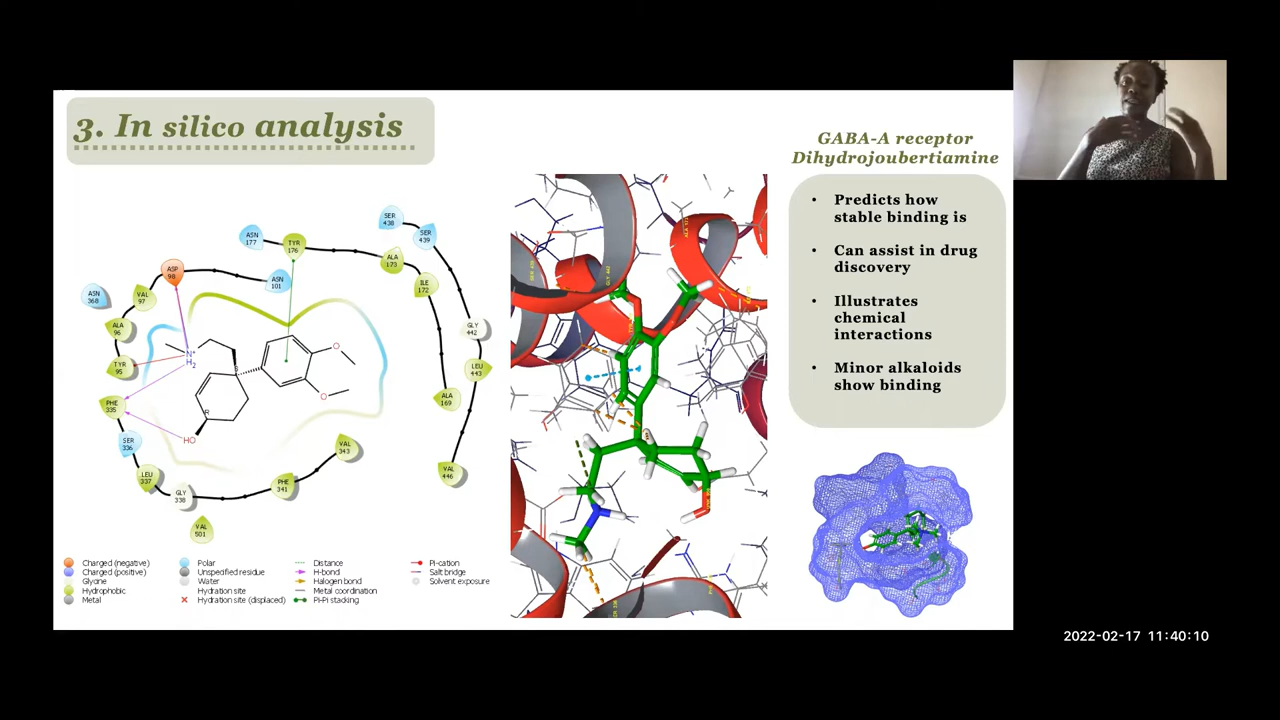 3. In silico analysis
GABA-A receptor
Dihydrojoubertiamine
• Predicts how
stable binding is
• Can assist in drug
discovery
• Illustrates
chemical
interactions
• Minor alkaloids
show binding
SER
438
SER
439
ASN
177
TYR
176
ALA
173
ILE
172
ASP
98
ASN
101
ASN
368
VAL
97
ALA
96
TYR
95
GLY
442
LEU
443
ALA
169
VAL
446
PHE
335
SER
336
LEU
337
GLY
338
PHE
341
VAL
343
VAL
501
N+
H2
O
O
R
HO
Charged (negative)
Charged (positive)
Glycine
Hydrophobic
Metal
Polar
Unspecified residue
Water
Hydration site
Hydration site (displaced)
Distance
H-bond
Halogen bond
Metal coordination
Pi-Pi stacking
Pi-cation
Salt bridge
Solvent exposure
2022-02-17 11:40:10